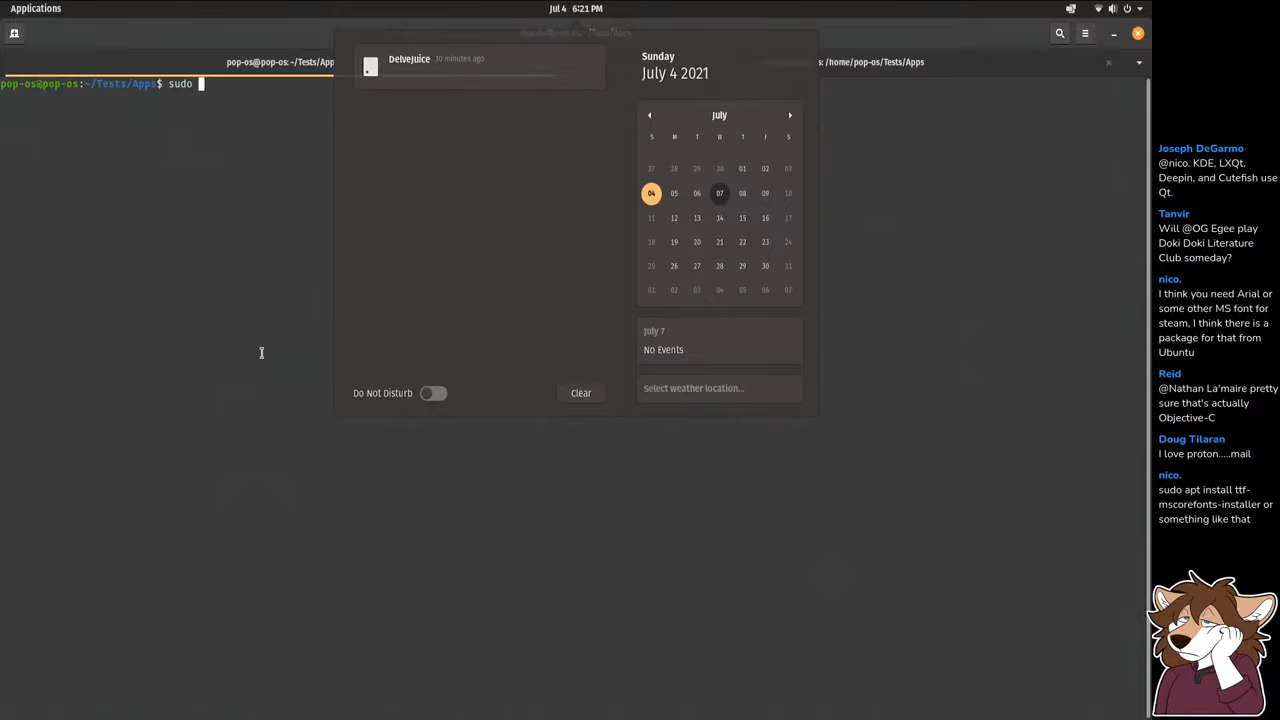 Applications
Jul 4 6:21 PM
pop-os@pop-os: ~/Tests/App
s: /home/pop-os/Tests/Apps
pop-os@pop-os:~/Tests/Apps$ sudo
DelveJuice 30 minutes ago
Do Not Disturb
Clear
Sunday
July 4 2021
July
S M T W T F S
27 28 29 30 01 02 03
04 05 06 07 08 09 10
11 12 13 14 15 16 17
18 19 20 21 22 23 24
25 26 27 28 29 30 31
01 02 03 04 05 06 07
July 7
No Events
Select weather location...
Joseph DeGarmo
@nico. KDE, LXQt,
Deepin, and Cutefish use
Qt.
Tanvir
Will @OG Egee play
Doki Doki Literature
Club someday?
nico.
I think you need Arial or
some other MS font for
steam, I think there is a
package for that from
Ubuntu
Reid
@Nathan La'maire pretty
sure that's actually
Objective-C
Doug Tilaran
I love proton.....mail
nico.
sudo apt install ttf-
mscorefonts-installer or
something like that